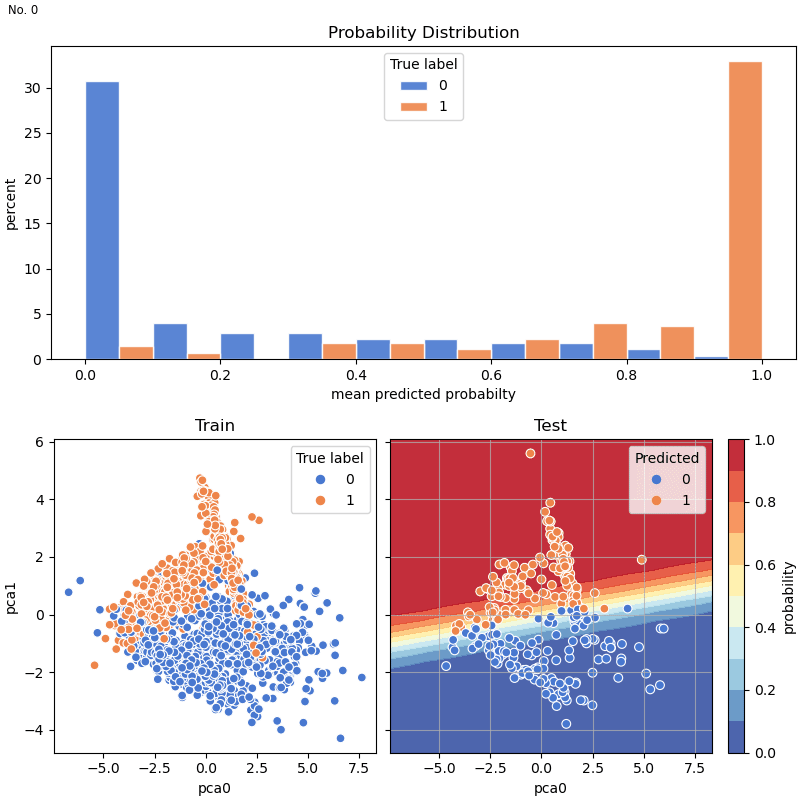 No. 0
Probability Distribution
percent
30
25
20
15
10
5
0
True label
0
1
0.0 0.2 0.4 0.6 0.8 1.0
mean predicted probabilty
Train
pca1
6
4
2
0
−2
−4
True label
0
1
−5.0 −2.5 0.0 2.5 5.0 7.5
pca0
Test
Predicted
0
1
−5.0 −2.5 0.0 2.5 5.0 7.5
pca0
1.0
0.8
0.6
0.4
0.2
0.0
probability